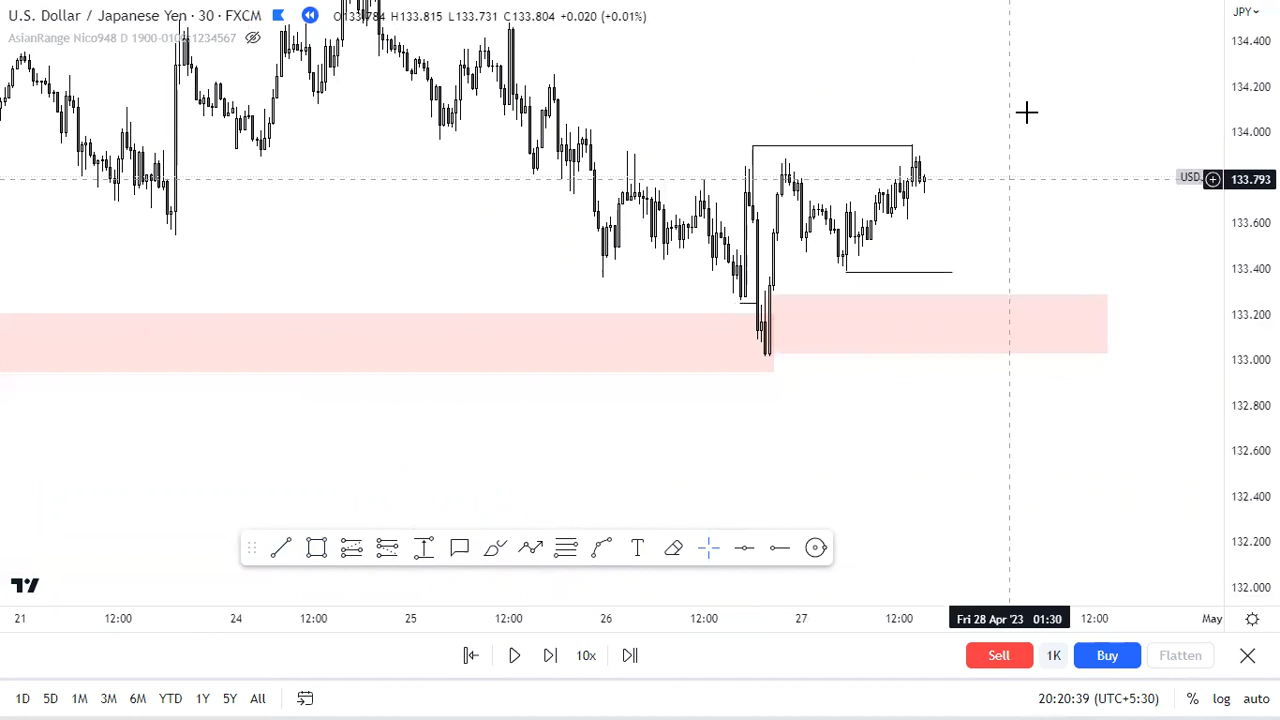 U.S. Dollar / Japanese Yen · 30 · FXCM
H133.815 L133.731 C133.804 +0.020 (+0.01%)
AsianRange Nico948 D
JPY
134.400
134.200
134.000
USD.
133.793
133.600
133.400
133.200
133.000
132.800
132.600
132.400
132.200
132.000
T
21 12:00 24 12:00 25 12:00 26 12:00 27 12:00 Fri 28 Apr '23 01:30 12:00 May
10x Sell 1K Buy Flatten
1D 5D 1M 3M 6M YTD 1Y 5Y All 20:20:39 (UTC+5:30) % log auto